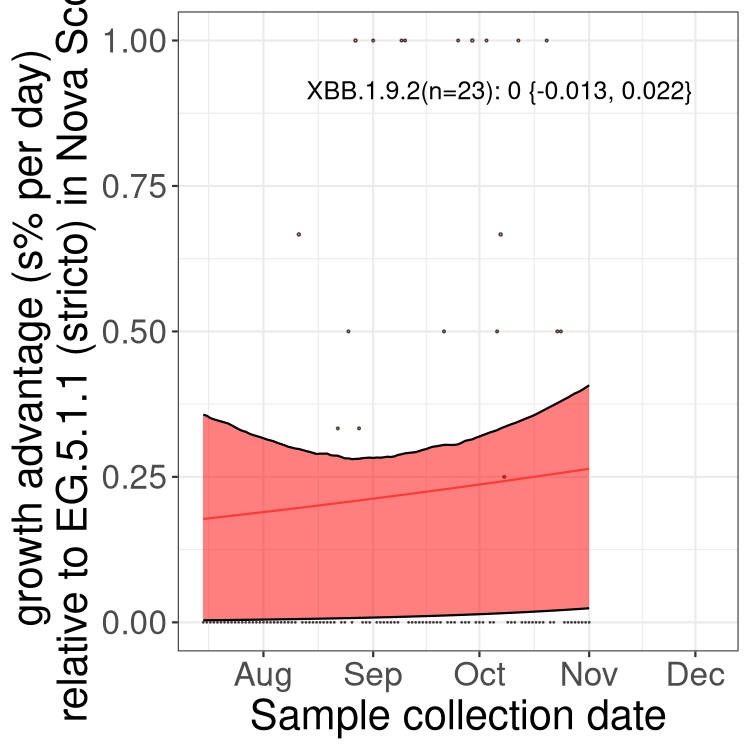 growth advantage (s% per day)
relative to EG.5.1.1 (stricto) in Nova Sco
1.00
0.75
0.50
0.25
0.00
XBB.1.9.2(n=23): 0 {-0.013, 0.022}
Aug Sep Oct Nov Dec
Sample collection date